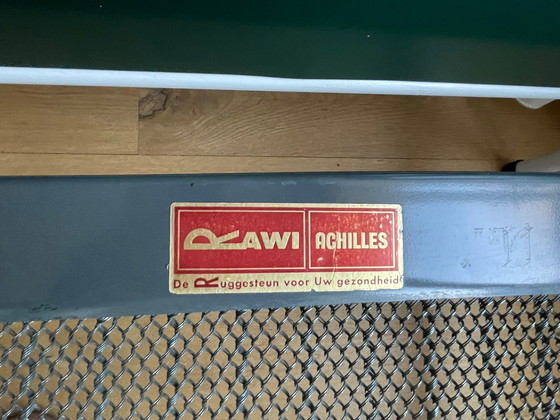 RAWI ACHILLES
De Ruggesteun voor Uw gezondheid